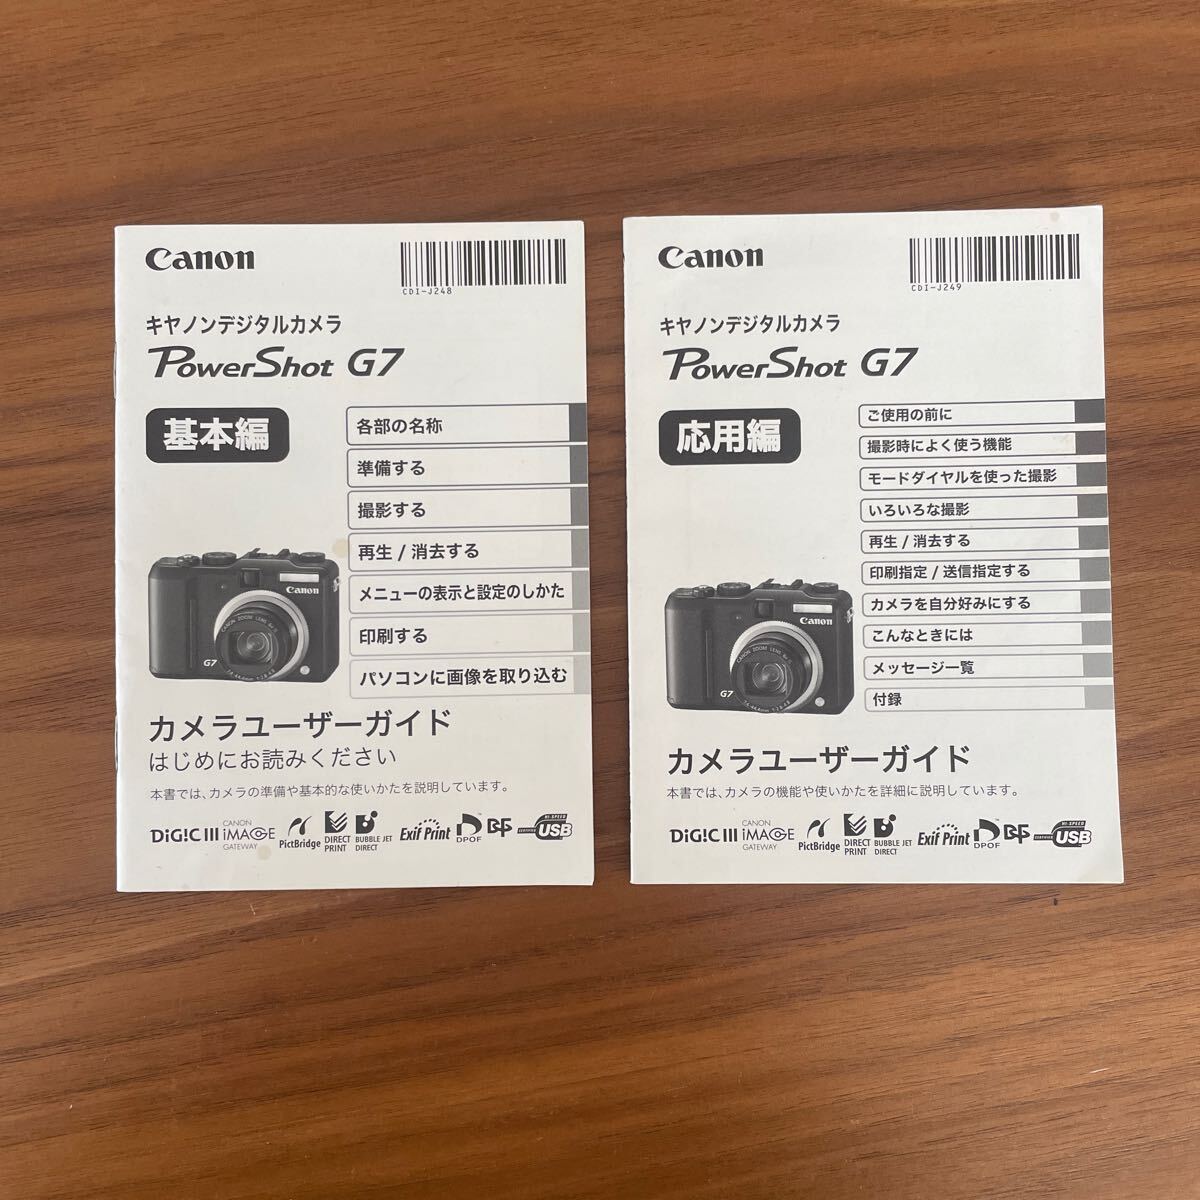 Canon
CDI-J248
キヤノンデジタルカメラ
PowerShot G7
基本編
各部の名称
準備する
撮影する
再生 / 消去する
メニューの表示と設定のしかた
印刷する
パソコンに画像を取り込む
Canon
G7
カメラユーザーガイド
はじめにお読みください
本書では、カメラの準備や基本的な使いかたを説明しています。
DiGiC III
CANON iMAGE GATEWAY
PictBridge
DIRECT PRINT
BUBBLE JET DIRECT
Exif Print
DPOF
HI-SPEED CERTIFIED USB
Canon
CDI-J249
キヤノンデジタルカメラ
PowerShot G7
応用編
ご使用の前に
撮影時によく使う機能
モードダイヤルを使った撮影
いろいろな撮影
再生 / 消去する
印刷指定 / 送信指定する
カメラを自分好みにする
こんなときには
メッセージ一覧
付録
Canon
G7
カメラユーザーガイド
本書では、カメラの機能や使いかたを詳細に説明しています。
DiGiC III
CANON iMAGE GATEWAY
PictBridge
DIRECT PRINT
BUBBLE JET DIRECT
Exif Print
DPOF
HI-SPEED CERTIFIED USB